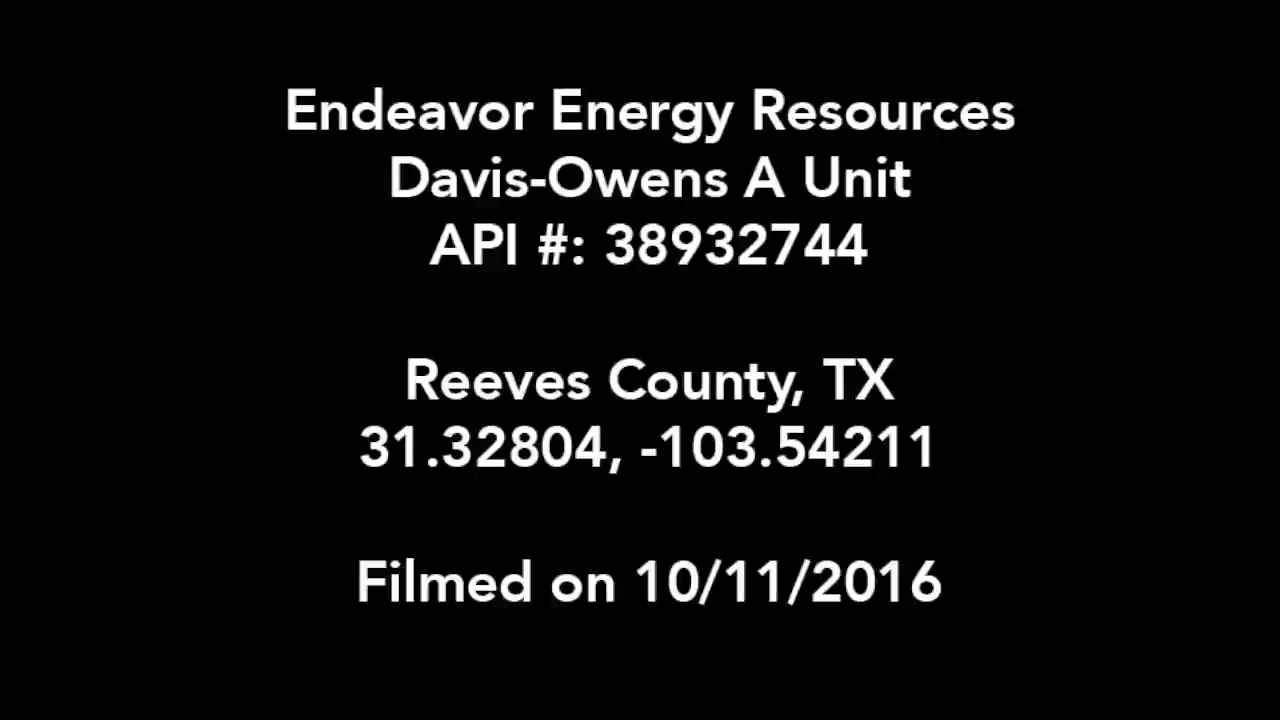 Endeavor Energy Resources
Davis-Owens A Unit
API #: 38932744
Reeves County, TX
31.32804, -103.54211
Filmed on 10/11/2016